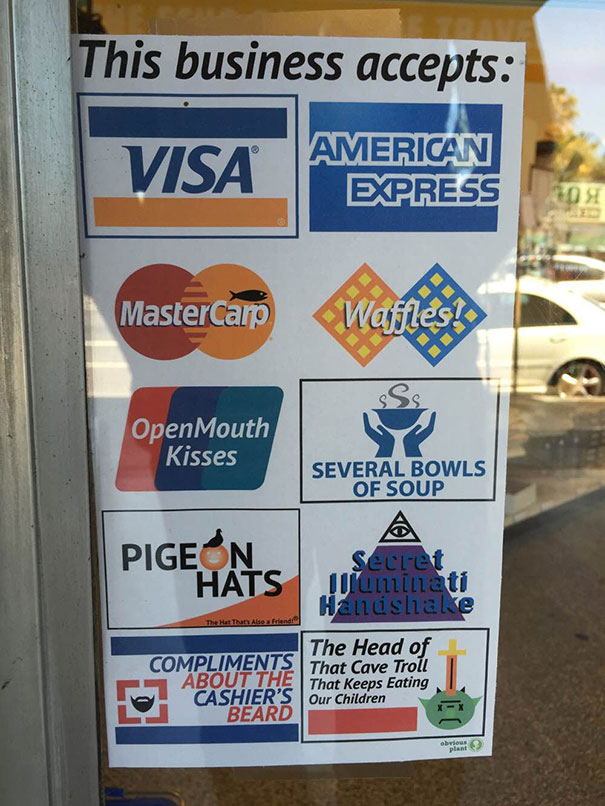 This business accepts:
VISA®
AMERICAN
EXPRESS
MasterCarp
Waffles!
OpenMouth
Kisses
SEVERAL BOWLS
OF SOUP
PIGEON
HATS
The Hat That's Also a Friend!®
Secret
Illuminati
Handshake
COMPLIMENTS
ABOUT THE
CASHIER'S
BEARD
The Head of
That Cave Troll
That Keeps Eating
Our Children
obvious
plant